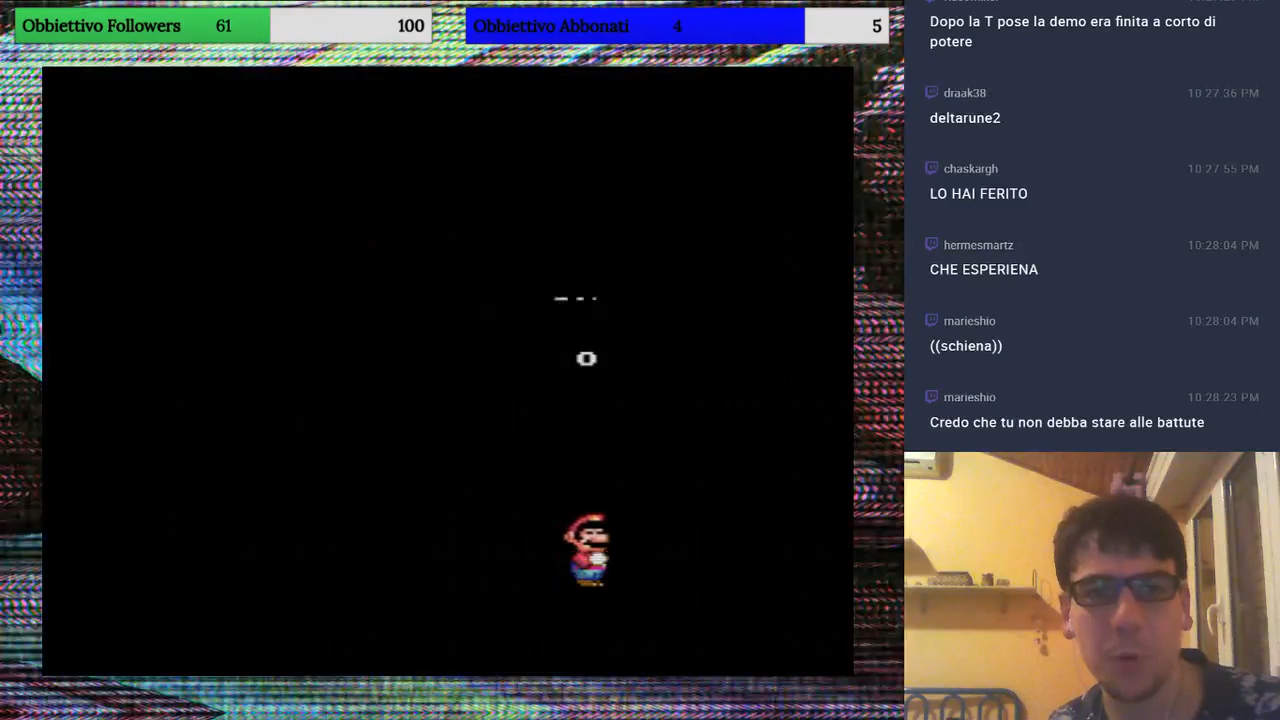 Obbiettivo Followers 61 100 Obbiettivo Abbonati 4 5
Dopo la T pose la demo era finita a corto di
potere
draak38 10:27:36 PM
deltarune2
chaskargh 10:27:55 PM
LO HAI FERITO
hermesmartz 10:28:04 PM
CHE ESPERIENA
marieshio 10:28:04 PM
((schiena))
marieshio 10:28:23 PM
Credo che tu non debba stare alle battute